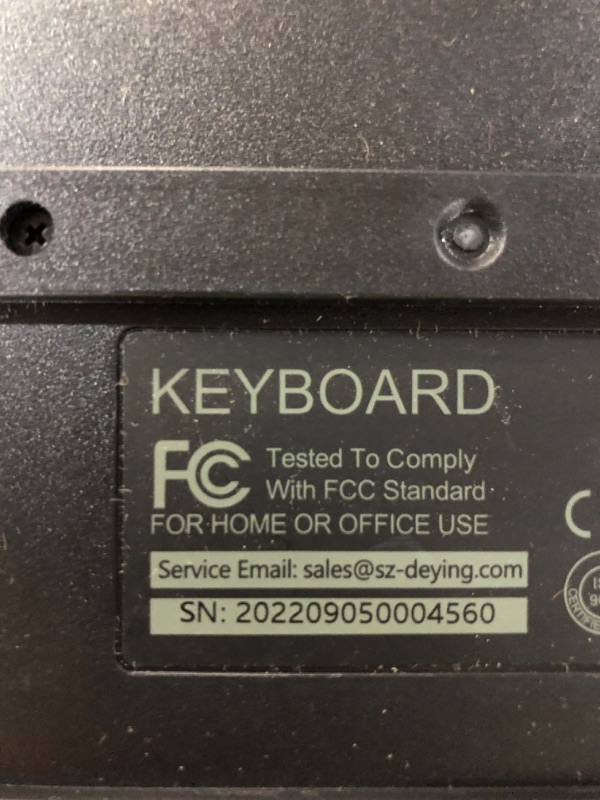 KEYBOARD
FC Tested To Comply
With FCC Standard
FOR HOME OR OFFICE USE
Service Email: sales@sz-deying.com
SN: 202209050004560